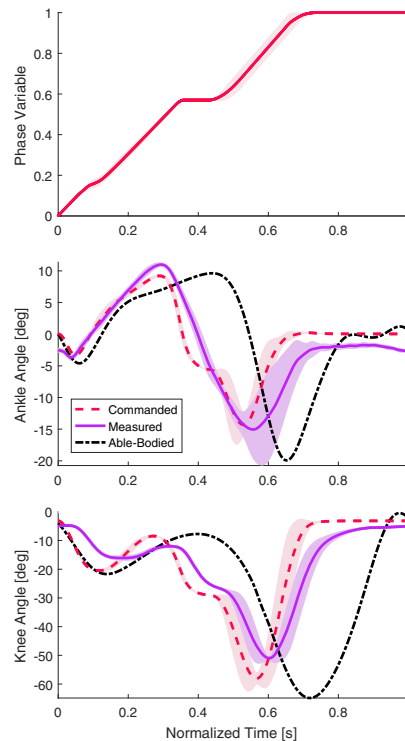 1
0.8
0.6
0.4
0.2
0
Phase Variable
0 0.2 0.4 0.6 0.8
10
5
0
-5
-10
-15
-20
Ankle Angle [deg]
Commanded
Measured
Able-Bodied
0 0.2 0.4 0.6 0.8
0
-10
-20
-30
-40
-50
-60
Knee Angle [deg]
0 0.2 0.4 0.6 0.8
Normalized Time [s]